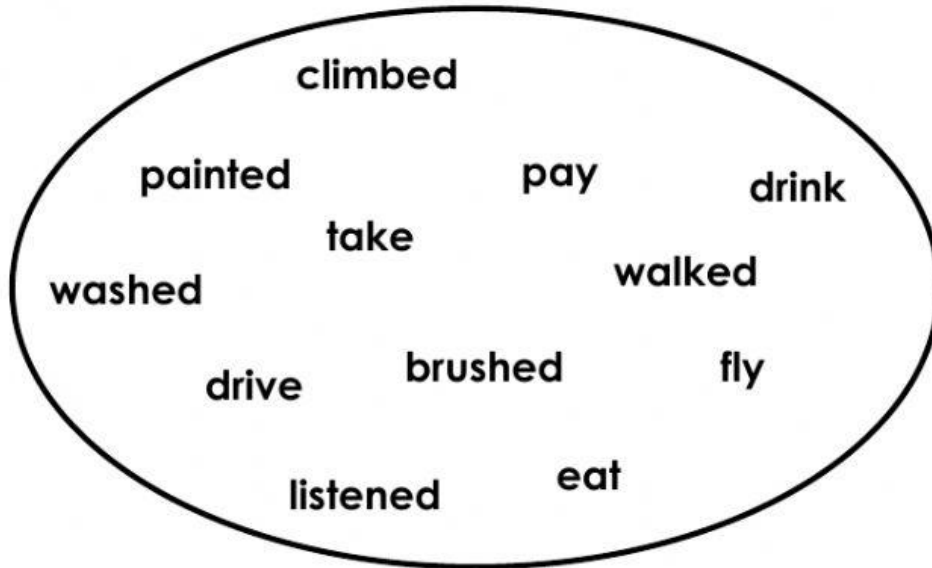 climbed
painted
pay
drink
take
walked
washed
brushed
fly
drive
eat
listened